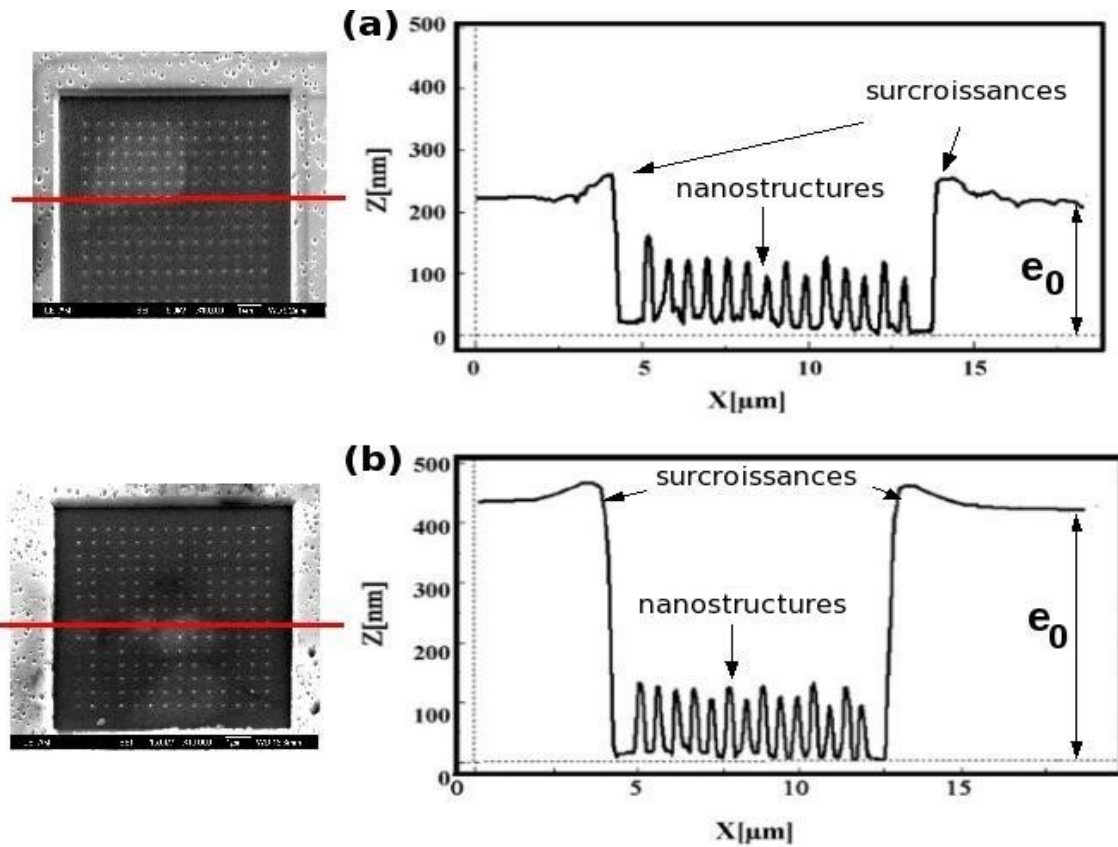 (a)
500
400
300
200
100
0
Z[nm]
surcroissances
nanostructures
e0
0 5 10 15
X[μm]
(b)
500
400
300
200
100
0
Z[nm]
surcroissances
nanostructures
e0
0 5 10 15
X[μm]